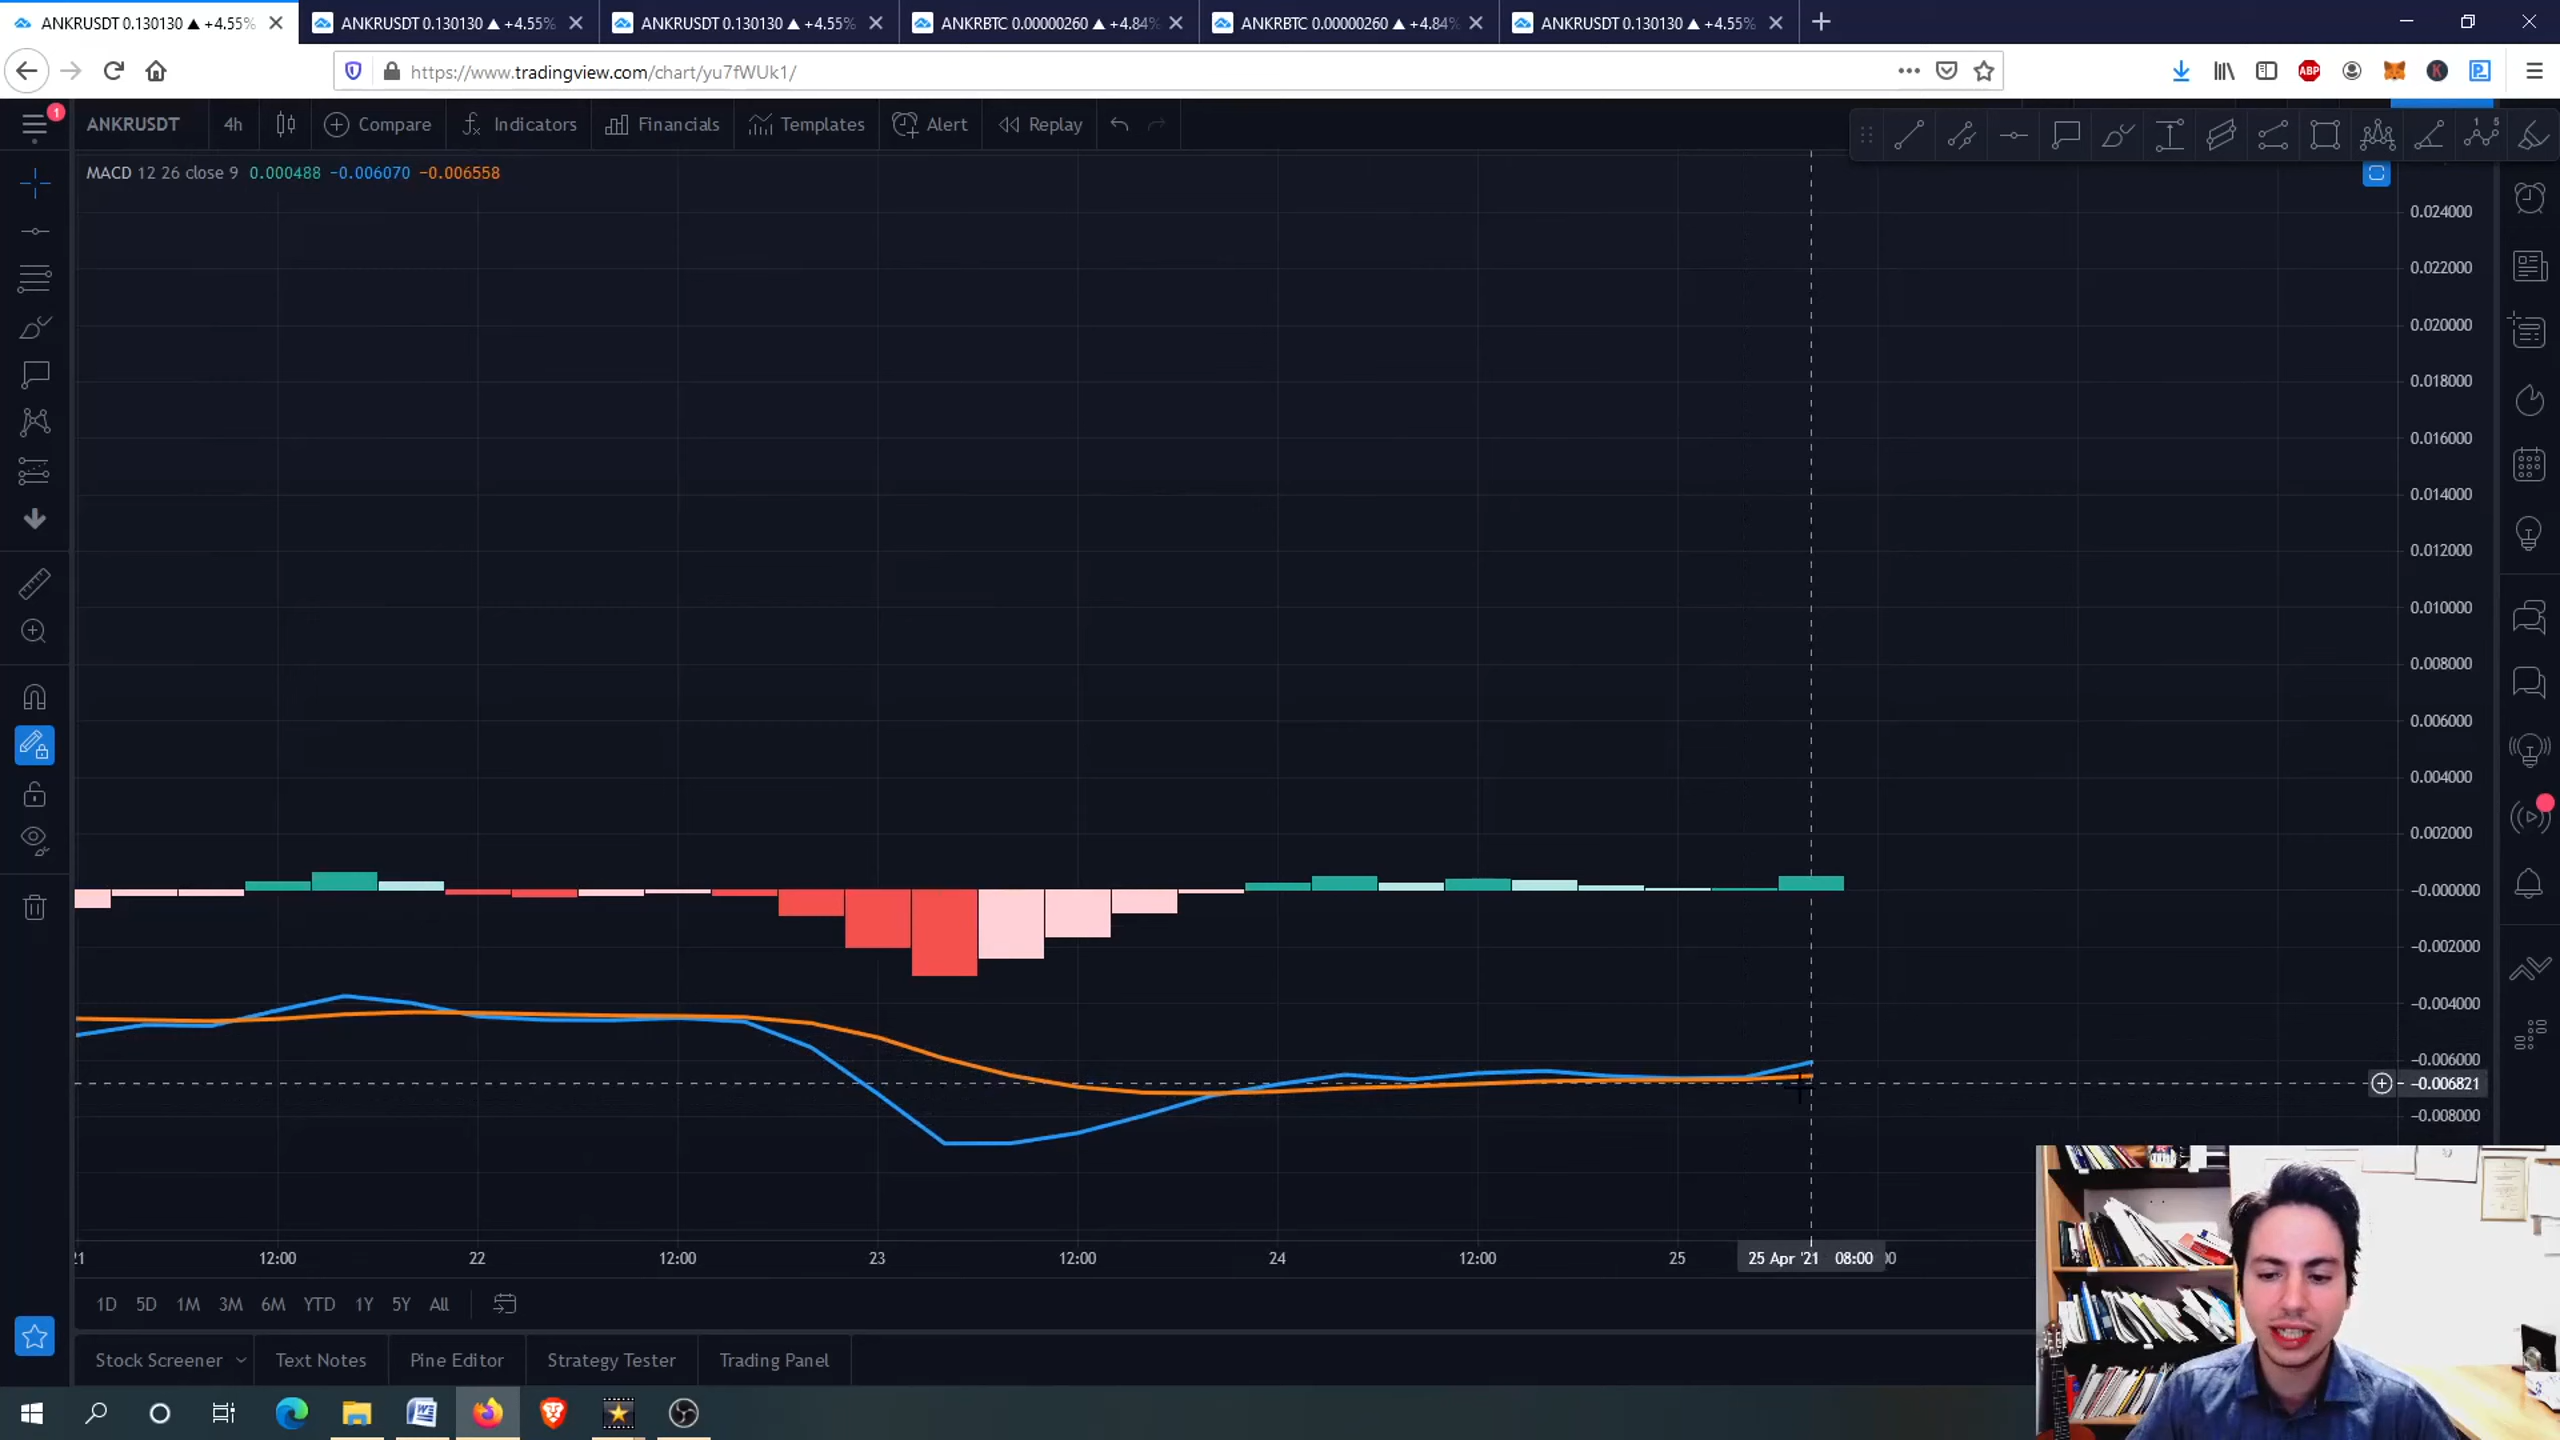 ANKRUSDT 0.130130 ▲ +4.55%
ANKRUSDT 0.130130 ▲ +4.55%
ANKRUSDT 0.130130 ▲ +4.55%
ANKRBTC 0.00000260 ▲ +4.84%
ANKRBTC 0.00000260 ▲ +4.84%
ANKRUSDT 0.130130 ▲ +4.55%
https://www.tradingview.com/chart/yu7fWUk1/
ABP
K
1
ANKRUSDT
4h
Compare
Indicators
Financials
Templates
Alert
Replay
MACD 12 26 close 9 0.000488 −0.006070 −0.006558
0.024000
0.022000
0.020000
0.018000
0.016000
0.014000
0.012000
0.010000
0.008000
0.006000
0.004000
0.002000
−0.000000
−0.002000
−0.004000
−0.006000
−0.006821
−0.008000
12:00
22
12:00
23
12:00
24
12:00
25
25 Apr '21 08:00
1D 5D 1M 3M 6M YTD 1Y 5Y All
Stock Screener
Text Notes
Pine Editor
Strategy Tester
Trading Panel